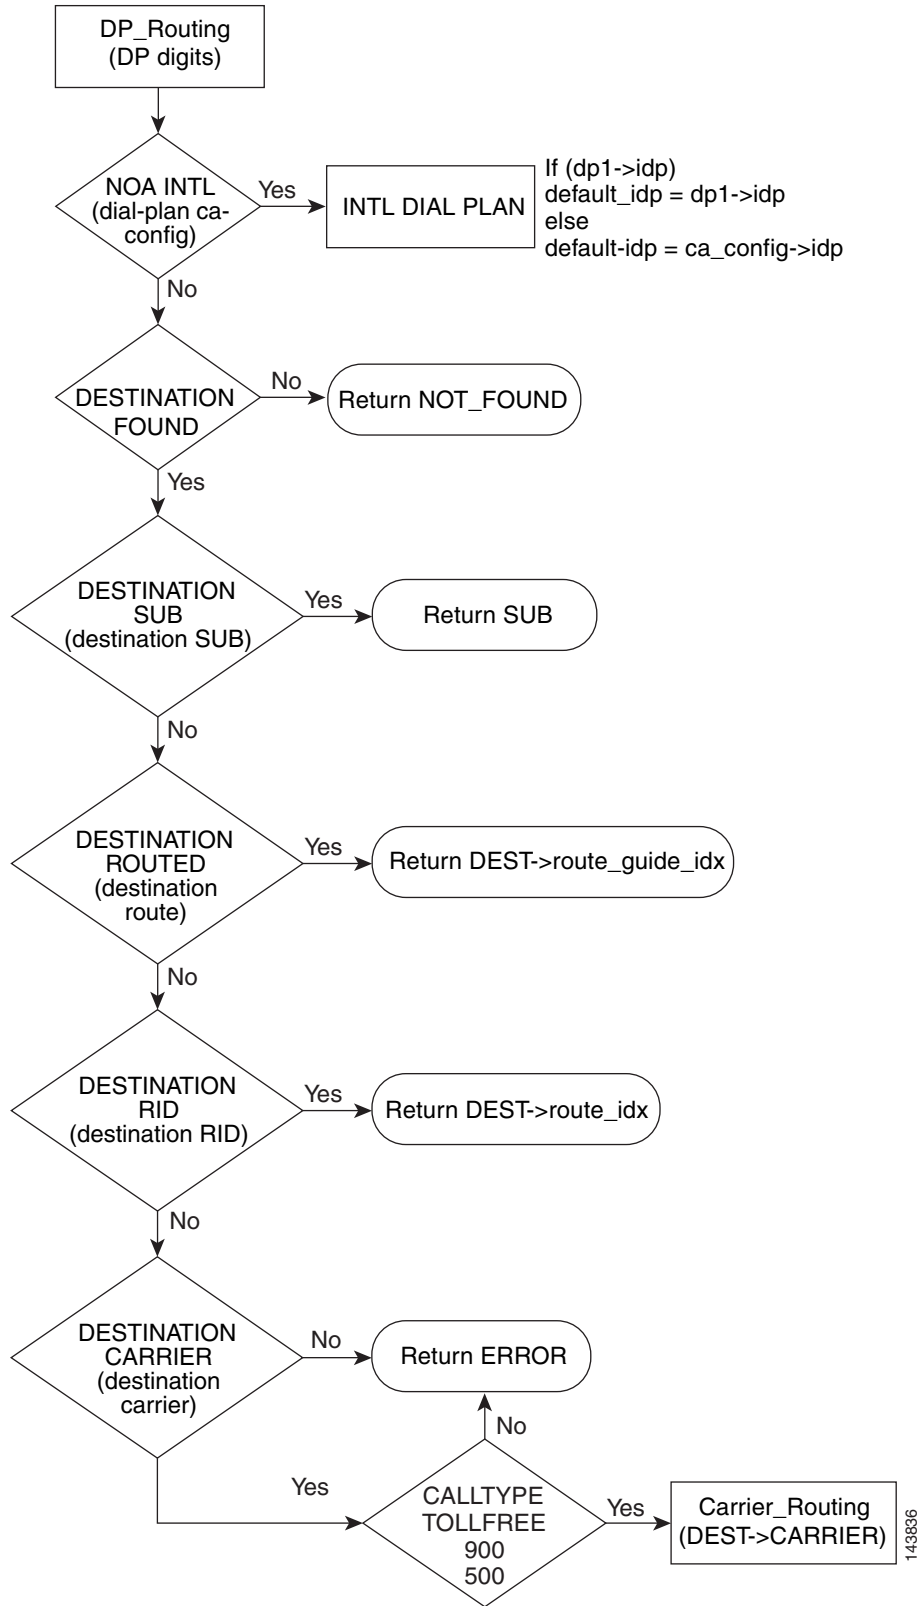 DP_Routing
(DP digits)
NOA INTL
(dial-plan ca-
config)
Yes
INTL DIAL PLAN
If (dp1->idp)
default_idp = dp1->idp
else
default-idp = ca_config->idp
No
DESTINATION
FOUND
No
Return NOT_FOUND
Yes
DESTINATION
SUB
(destination SUB)
Yes
Return SUB
No
DESTINATION
ROUTED
(destination
route)
Yes
Return DEST->route_guide_idx
No
DESTINATION
RID
(destination RID)
Yes
Return DEST->route_idx
No
DESTINATION
CARRIER
(destination
carrier)
No
Return ERROR
No
Yes
CALLTYPE
TOLLFREE
900
500
Yes
Carrier_Routing
(DEST->CARRIER)
143836